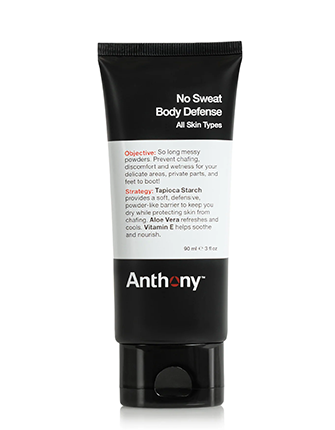 No Sweat
Body Defense
All Skin Types
Objective: So long messy
powders. Prevent chafing,
discomfort and wetness for your
delicate areas, private parts, and
feet to boot!
Strategy: Tapioca Starch
provides a soft, defensive,
powder-like barrier to keep you
dry while protecting skin from
chafing. Aloe Vera refreshes and
cools. Vitamin E helps soothe
and nourish.
90 ml ℮ 3 fl oz
Anthony™